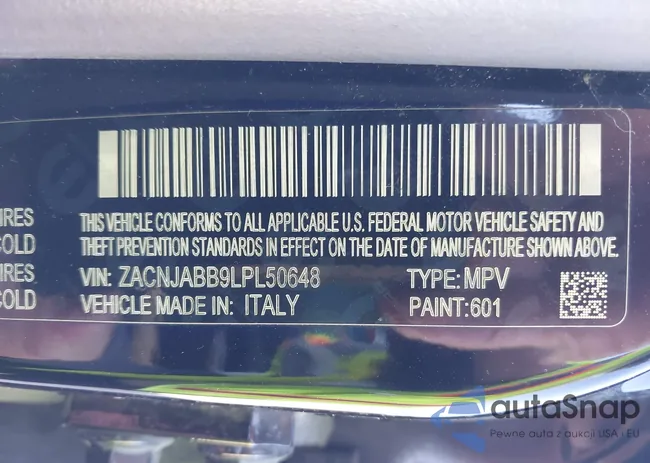 IRES
COLD
IRES
COLD
THIS VEHICLE CONFORMS TO ALL APPLICABLE U.S. FEDERAL MOTOR VEHICLE SAFETY AND
THEFT PREVENTION STANDARDS IN EFFECT ON THE DATE OF MANUFACTURE SHOWN ABOVE.
VIN: ZACNJABB9LPL50648 TYPE: MPV
VEHICLE MADE IN: ITALY PAINT:601
autaSnap
Pewne auta z aukcji USA i EU